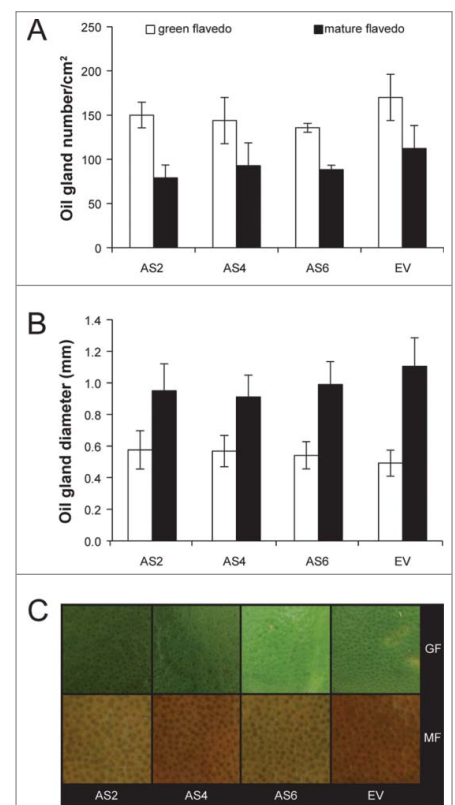 A
green flavedo mature flavedo
Oil gland number/cm²
250
200
150
100
50
0
AS2 AS4 AS6 EV
B
Oil gland diameter (mm)
1.4
1.2
1.0
0.8
0.6
0.4
0.2
0.0
AS2 AS4 AS6 EV
C
GF
MF
AS2 AS4 AS6 EV